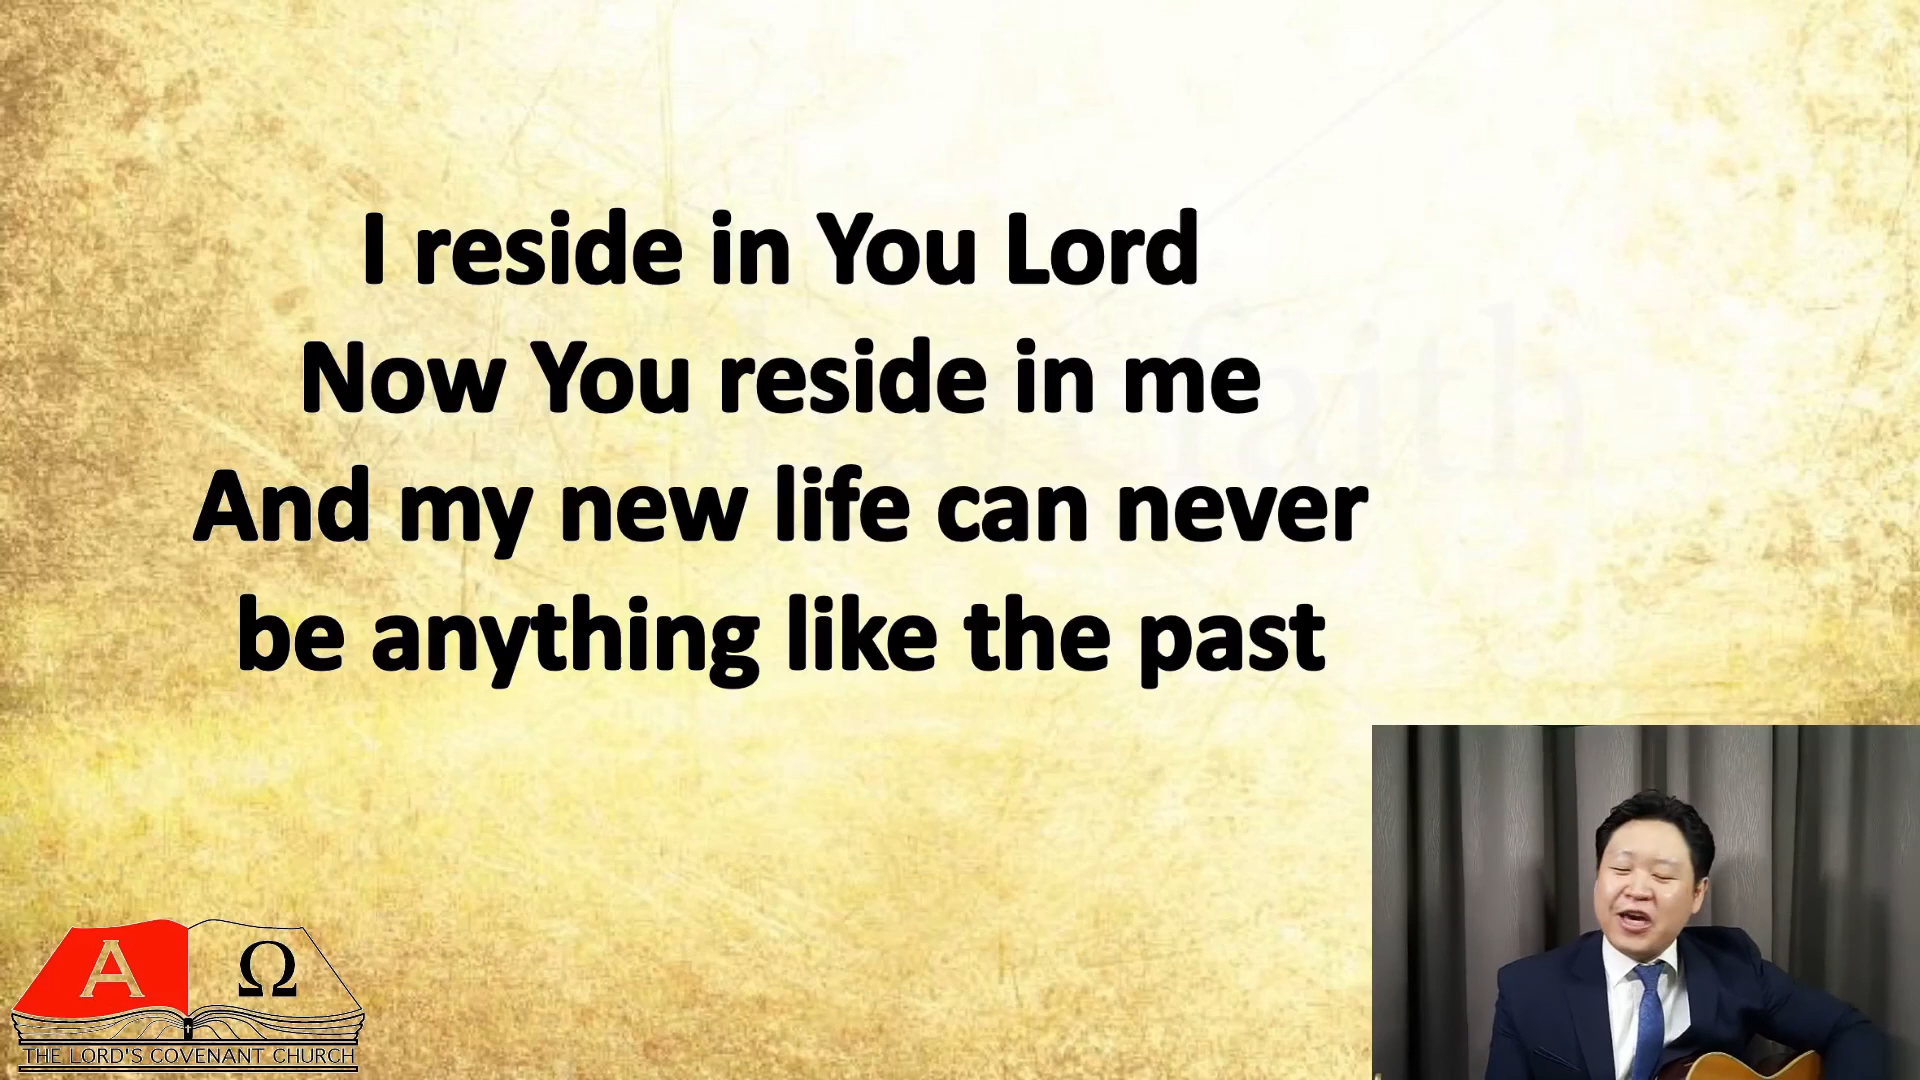 I reside in You Lord
Now You reside in me
And my new life can never
be anything like the past
faith
Α Ω
THE LORD'S COVENANT CHURCH